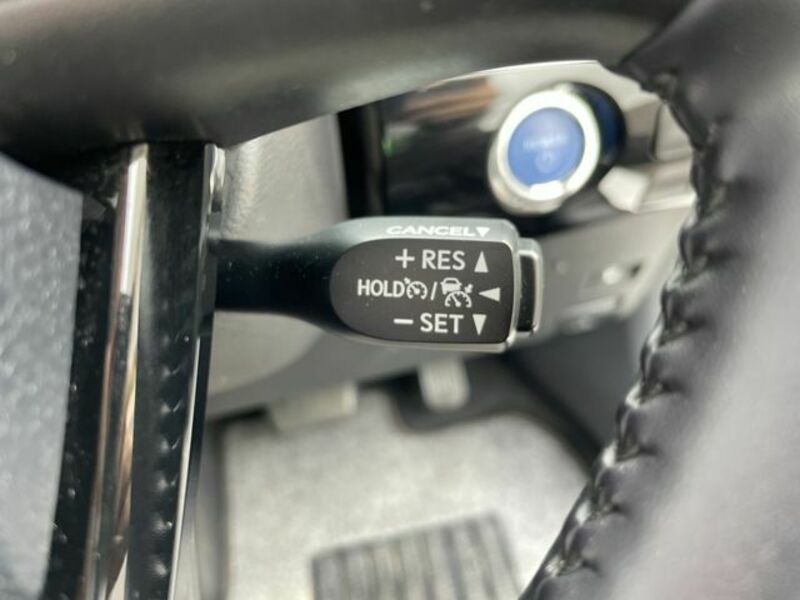 CANCEL▼
+ RES ▲
HOLD / ◀
− SET ▼